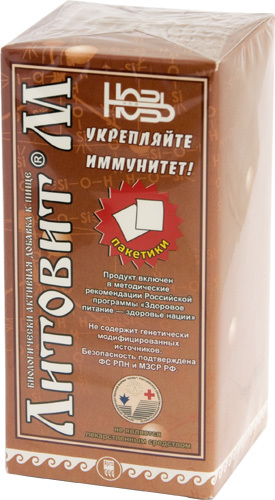 НОВЬ
УКРЕПЛЯЙТЕ
ИММУНИТЕТ!
пакетики
Продукт включен
в методические
рекомендации Российской
программы «Здоровое
питание — здоровье нации»
Не содержит генетически
модифицированных
источников.
Безопасность подтверждена
ФС РПН и МЗСР РФ.
не является
лекарственным средством
БИОЛОГИЧЕСКИ АКТИВНАЯ ДОБАВКА К ПИЩЕ
Литовит® М